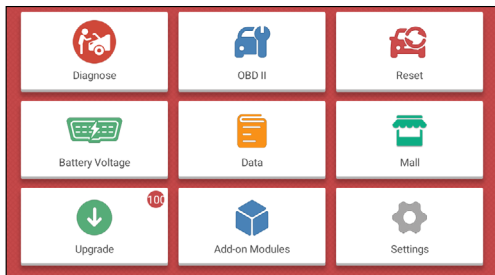 Diagnose
OBD II
Reset
Battery Voltage
Data
Mall
100
Upgrade
Add-on Modules
Settings